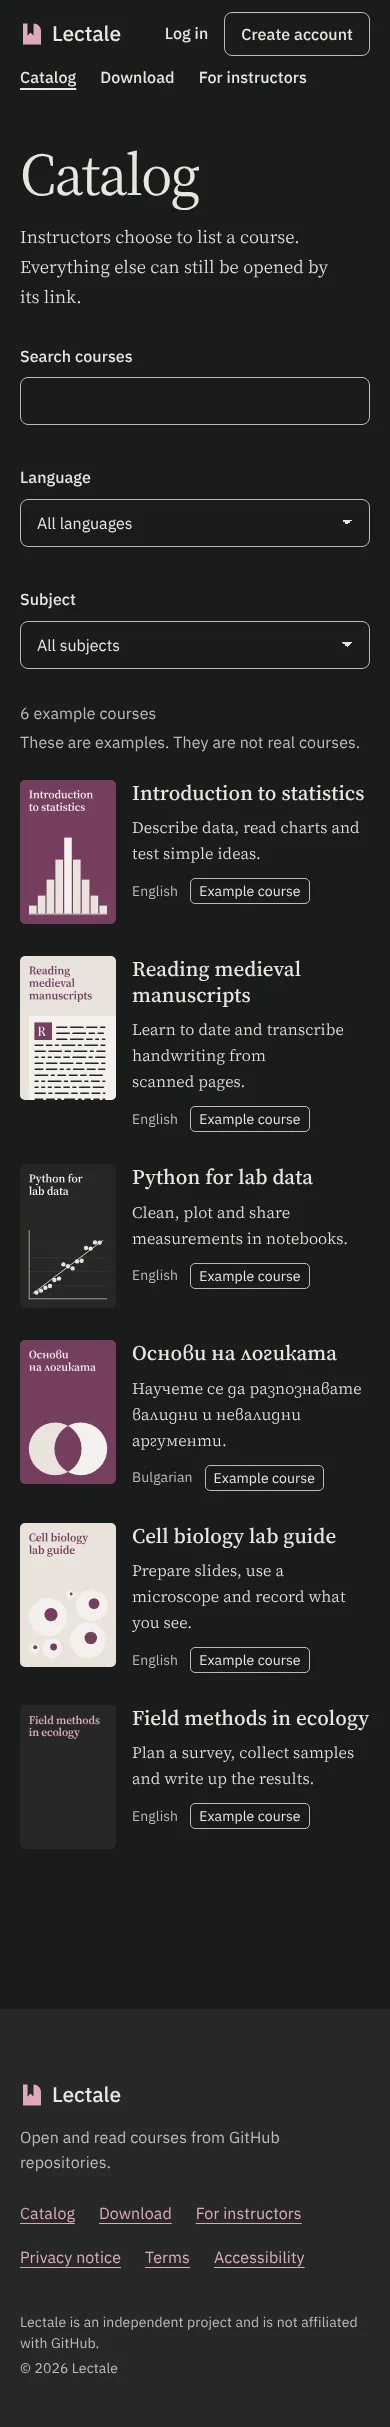 Lectale
Log in
Create account
Catalog
Download
For instructors
Catalog
Instructors choose to list a course.
Everything else can still be opened by
its link.
Search courses
Language
All languages
Subject
All subjects
6 example courses
These are examples. They are not real courses.
Introduction
to statistics
Introduction to statistics
Describe data, read charts and
test simple ideas.
English
Example course
Reading
medieval
manuscripts
R
Reading medieval
manuscripts
Learn to date and transcribe
handwriting from
scanned pages.
English
Example course
Python for
lab data
Python for lab data
Clean, plot and share
measurements in notebooks.
English
Example course
Основи
на логиката
Основи на логиката
Научете се да разпознавате
валидни и невалидни
аргументи.
Bulgarian
Example course
Cell biology
lab guide
Cell biology lab guide
Prepare slides, use a
microscope and record what
you see.
English
Example course
Field methods
in ecology
Field methods in ecology
Plan a survey, collect samples
and write up the results.
English
Example course
Lectale
Open and read courses from GitHub
repositories.
Catalog
Download
For instructors
Privacy notice
Terms
Accessibility
Lectale is an independent project and is not affiliated
with GitHub.
© 2026 Lectale